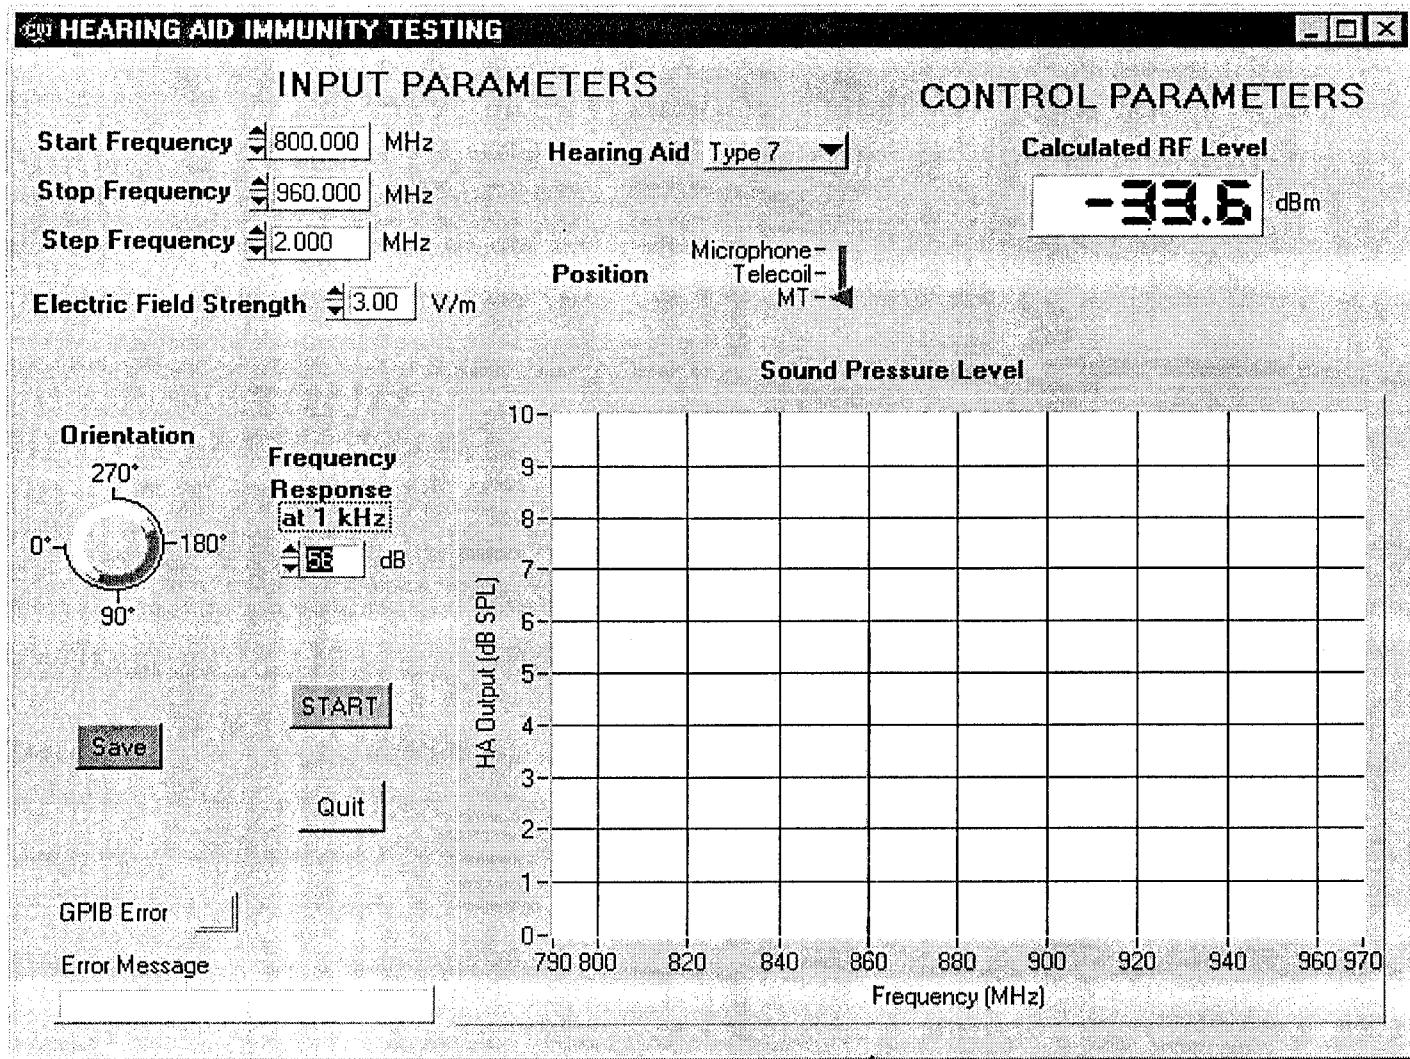 CVI HEARING AID IMMUNITY TESTING
INPUT PARAMETERS
CONTROL PARAMETERS
Start Frequency 800.000 MHz
Stop Frequency 960.000 MHz
Step Frequency 2.000 MHz
Electric Field Strength 3.00 V/m
Hearing Aid Type 7
Position
Microphone
Telecoil
MT
Calculated RF Level
-33.6 dBm
Orientation
270°
0° 180°
90°
Frequency
Response
at 1 kHz
56 dB
START
Save
Quit
GPIB Error
Error Message
Sound Pressure Level
HA Output (dB SPL)
10
9
8
7
6
5
4
3
2
1
0
790 800 820 840 860 880 900 920 940 960 970
Frequency (MHz)